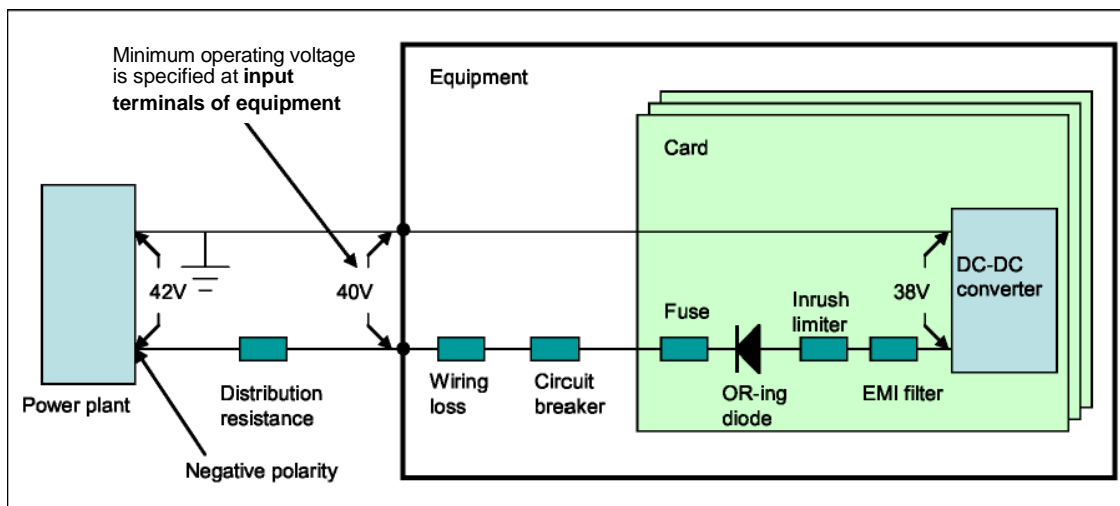 Minimum operating voltage
is specified at input
terminals of equipment
Equipment
Card
42V
40V
38V
DC-DC
converter
Fuse
Inrush
limiter
Power plant
Distribution
resistance
Wiring
loss
Circuit
breaker
OR-ing
diode
EMI filter
Negative polarity